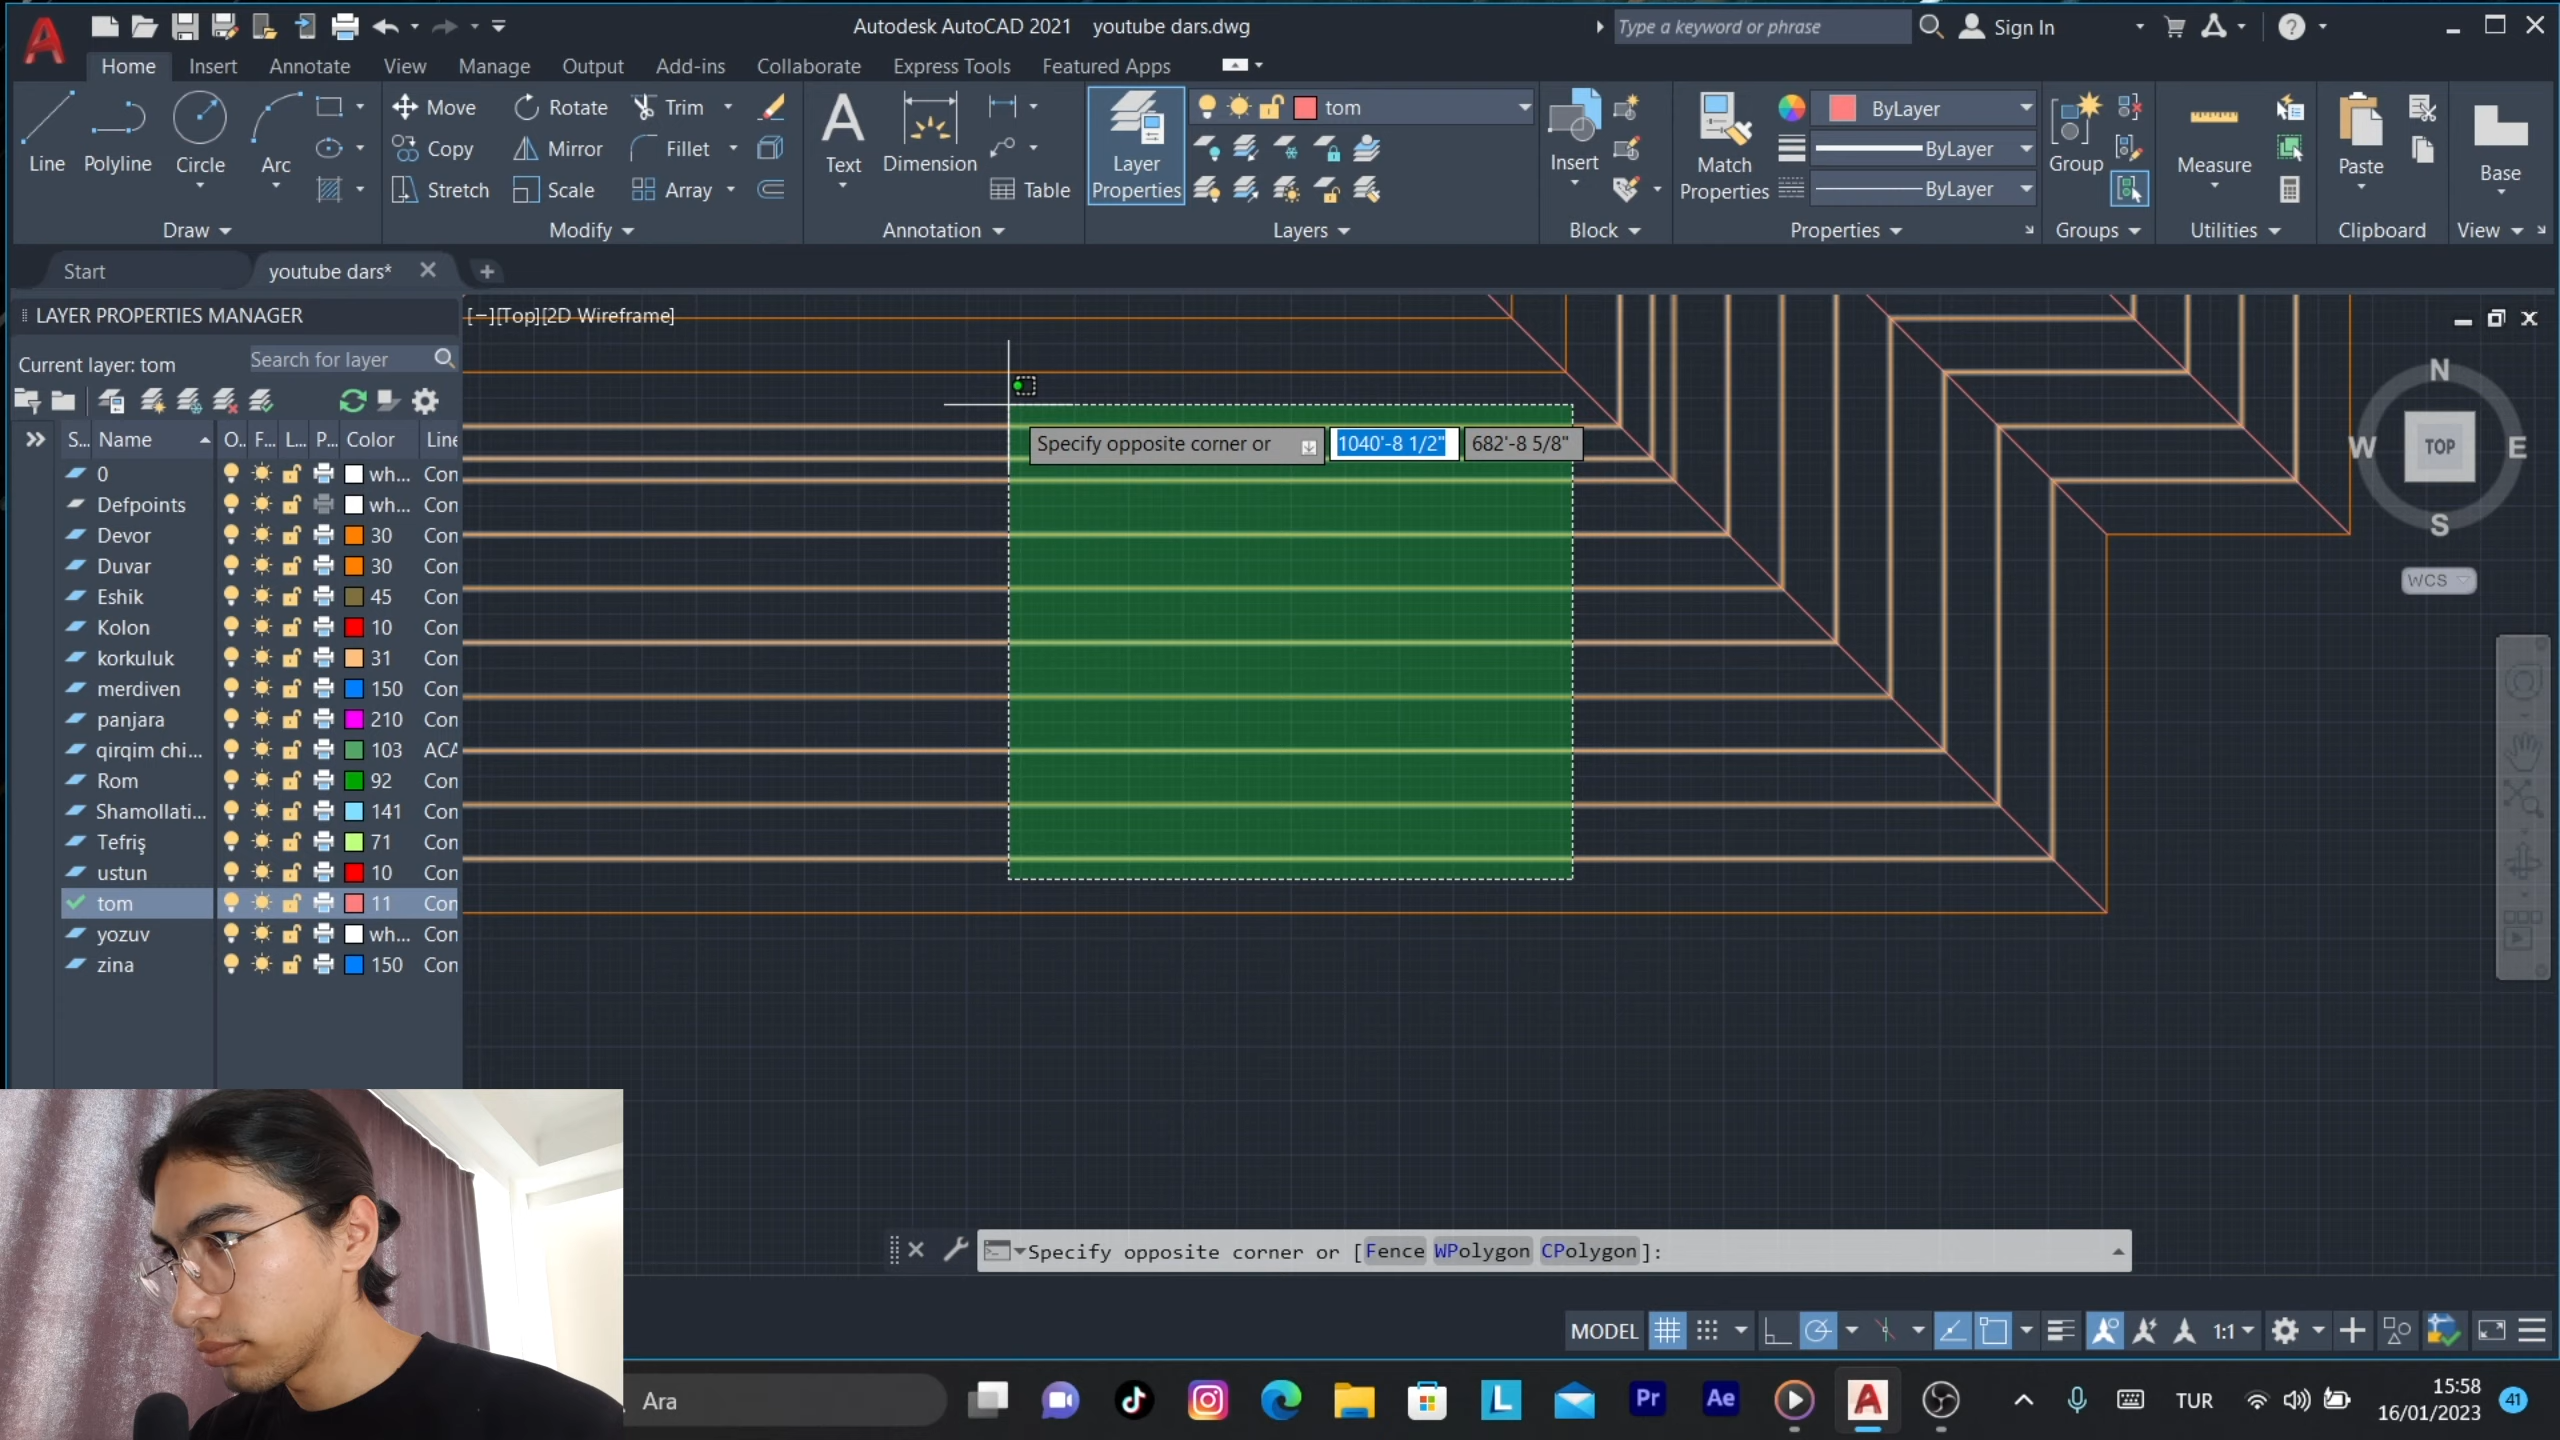 Autodesk AutoCAD 2021 youtube dars.dwg
Type a keyword or phrase
Sign In
Home Insert Annotate View Manage Output Add-ins Collaborate Express Tools Featured Apps
Line Polyline Circle Arc
Move Rotate Trim
Copy Mirror Fillet
Stretch Scale Array
Text Dimension
Table
Layer Properties
tom
Insert
Match Properties
ByLayer
ByLayer
ByLayer
Group
Measure
Paste
Base
Draw Modify Annotation Layers Block Properties Groups Utilities Clipboard View
Start youtube dars*
LAYER PROPERTIES MANAGER
[−][Top][2D Wireframe]
Current layer: tom
Search for layer
S... Name O.. F... L... P... Color Line
0 wh... Con
Defpoints wh... Con
Devor 30 Con
Duvar 30 Con
Eshik 45 Con
Kolon 10 Con
korkuluk 31 Con
merdiven 150 Con
panjara 210 Con
qirqim chi... 103 ACA
Rom 92 Con
Shamollati... 141 Con
Tefriş 71 Con
ustun 10 Con
tom 11 Con
yozuv wh... Con
zina 150 Con
Specify opposite corner or 1040'-8 1/2" 682'-8 5/8"
N
W TOP E
S
WCS
Specify opposite corner or [Fence WPolygon CPolygon]:
MODEL
1:1
Ara
L
Pr
Ae
A
TUR
15:58
16/01/2023
41